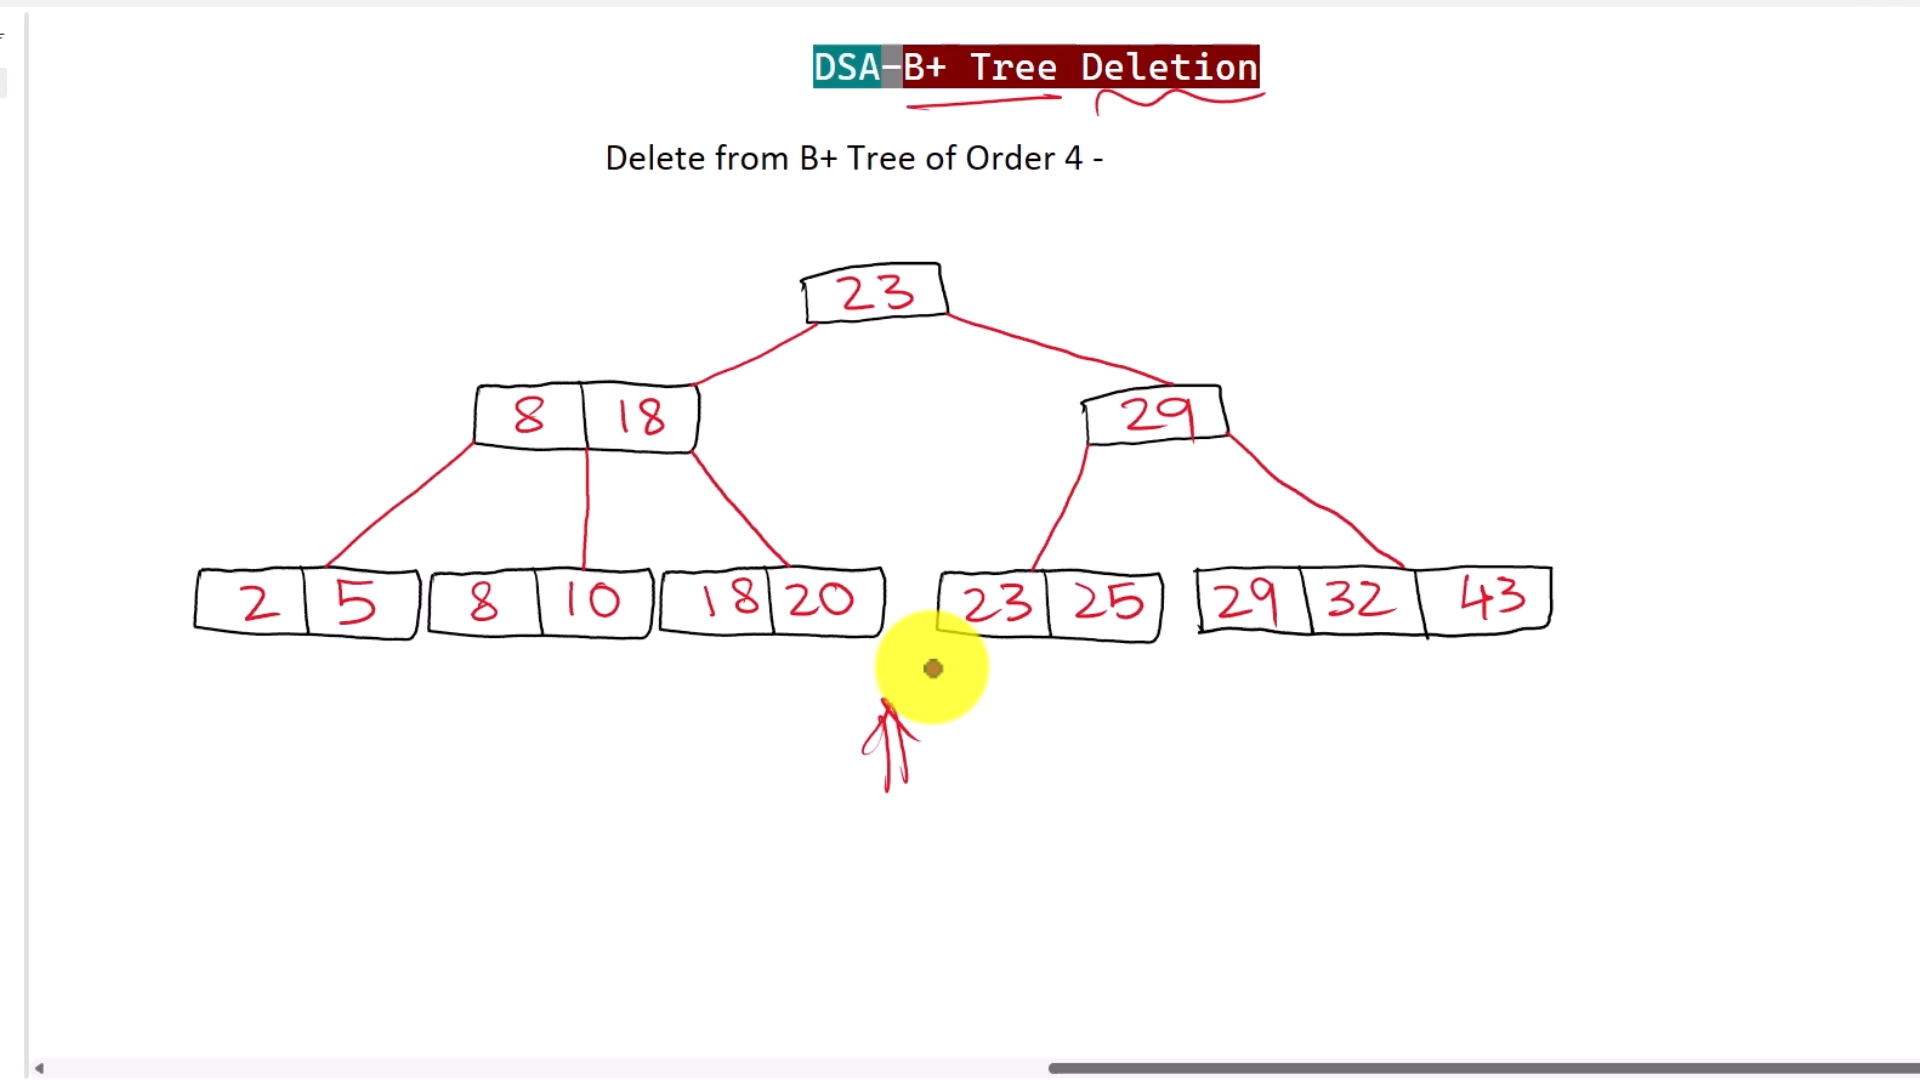 DSA-B+ Tree Deletion
Delete from B+ Tree of Order 4 -
23
8 18 29
2 5 8 10 18 20 23 25 29 32 43